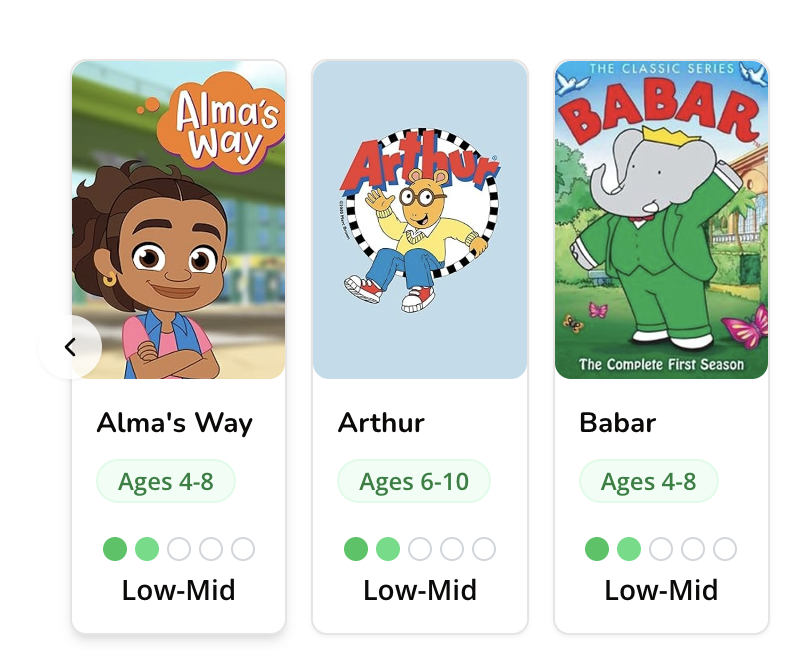 Alma's
Way
Alma's Way
Ages 4-8
Low-Mid
Arthur
Arthur
Ages 6-10
Low-Mid
THE CLASSIC SERIES
BABAR
The Complete First Season
Babar
Ages 4-8
Low-Mid